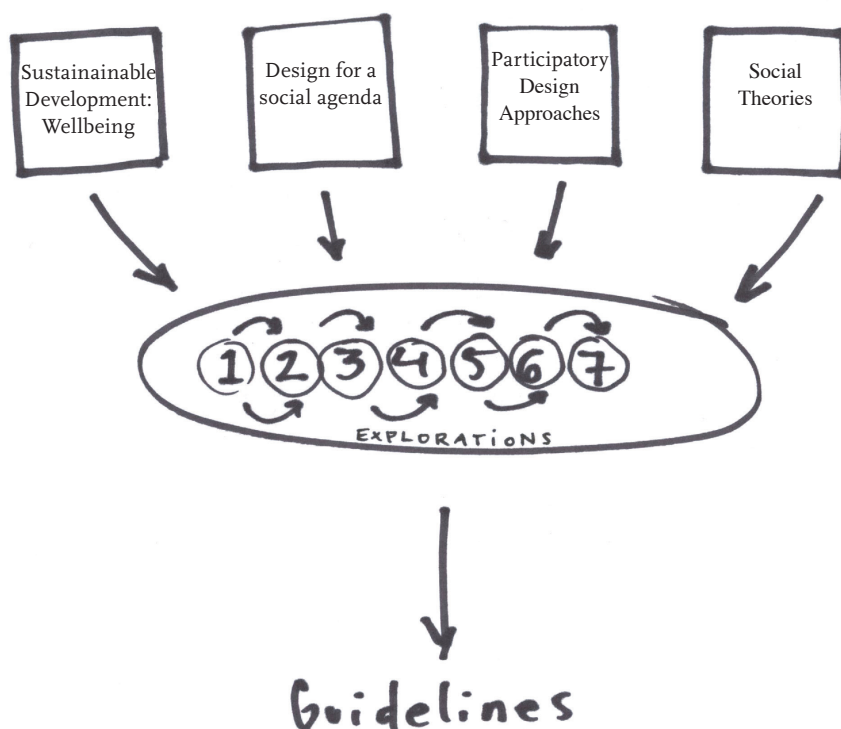 Sustainainable
Development:
Wellbeing
Design for a
social agenda
Participatory
Design
Approaches
Social
Theories
1 2 3 4 5 6 7
EXPLORATIONS
Guidelines